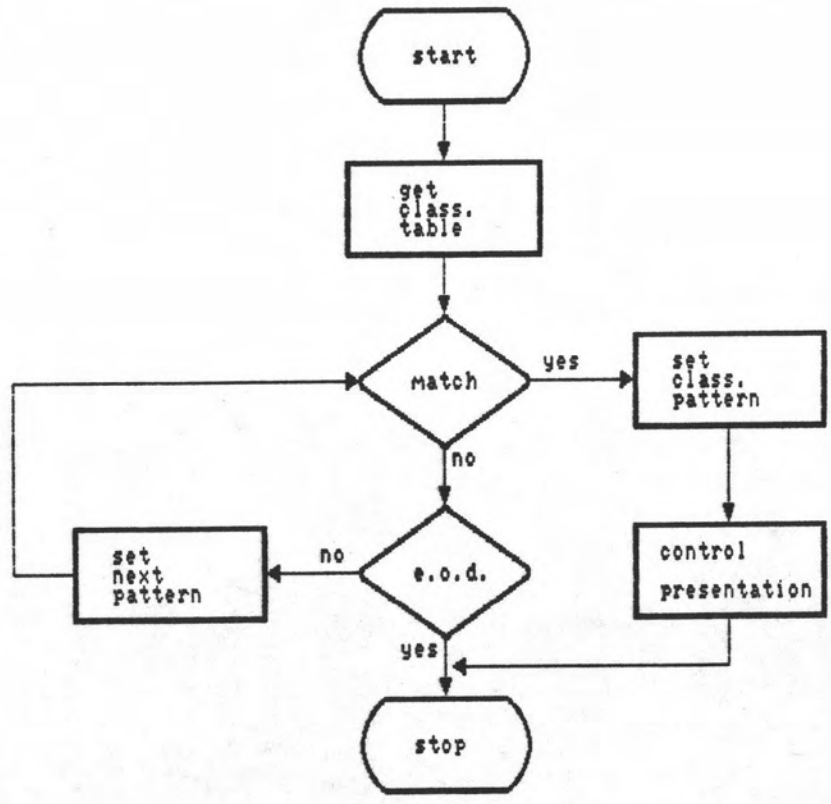 start
get
class.
table
match
yes
set
class.
pattern
no
control
presentation
e.o.d.
no
set
next
pattern
yes
stop